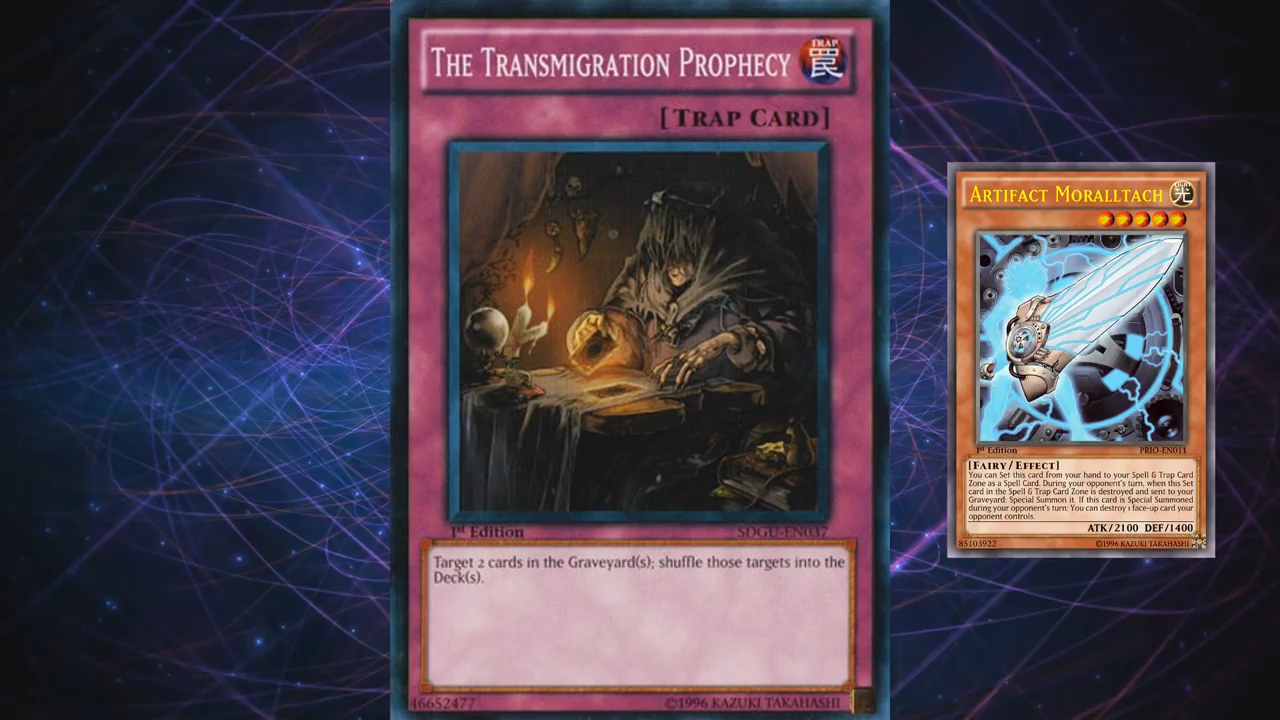 THE TRANSMIGRATION PROPHECY
TRAP
罠
[TRAP CARD]
1st Edition
SDGU-EN037
Target 2 cards in the Graveyard(s); shuffle those targets into the
Deck(s).
46652477
©1996 KAZUKI TAKAHASHI
ARTIFACT MORALLTACH
LIGHT
光
1st Edition
PRIO-EN011
[FAIRY/EFFECT]
You can Set this card from your hand to your Spell & Trap Card
Zone as a Spell Card. During your opponent's turn, when this Set
card in the Spell & Trap Card Zone is destroyed and sent to your
Graveyard: Special Summon it. If this card is Special Summoned
during your opponent's turn: You can destroy 1 face-up card your
opponent controls.
ATK/2100 DEF/1400
85103922
©1996 KAZUKI TAKAHASHI